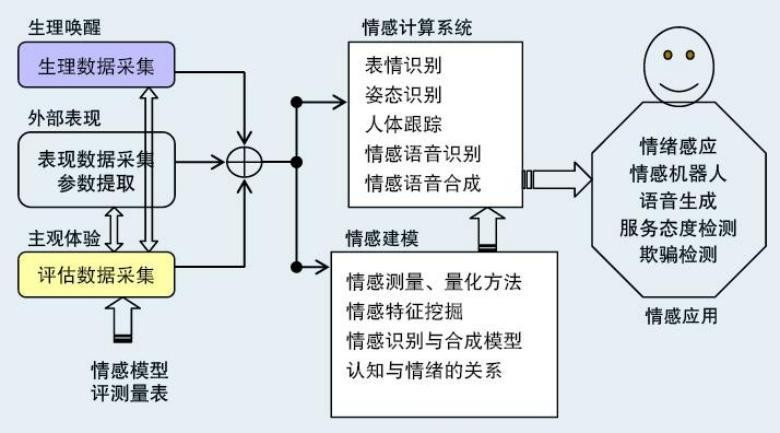 生理唤醒
生理数据采集
外部表现
表现数据采集
参数提取
主观体验
评估数据采集
情感模型
评测量表
情感计算系统
表情识别
姿态识别
人体跟踪
情感语音识别
情感语音合成
情感建模
情感测量、量化方法
情感特征挖掘
情感识别与合成模型
认知与情绪的关系
情绪感应
情感机器人
语音生成
服务态度检测
欺骗检测
情感应用